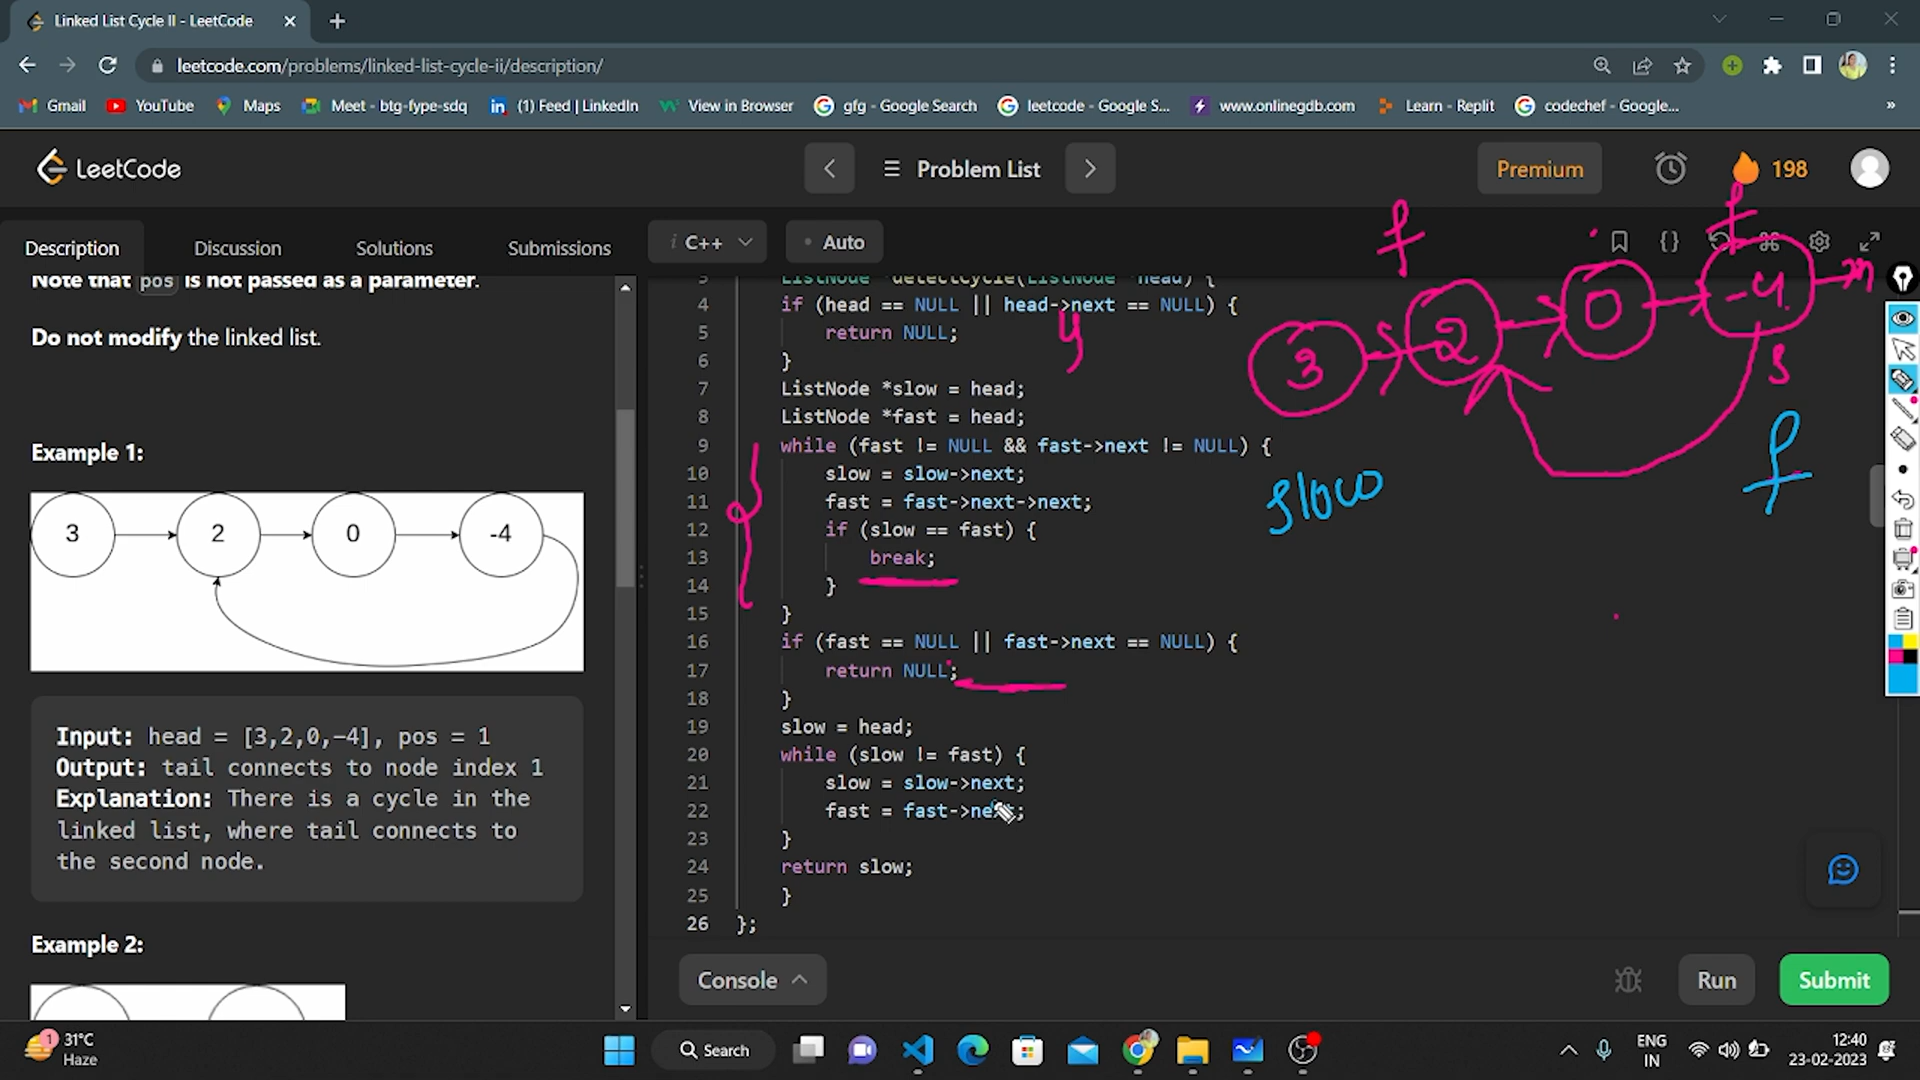 Linked List Cycle II - LeetCode
leetcode.com/problems/linked-list-cycle-ii/description/
Gmail YouTube Maps Meet - btg-fype-sdq (1) Feed | LinkedIn View in Browser gfg - Google Search leetcode - Google S... www.onlinegdb.com Learn - Replit codechef - Google... »
LeetCode Problem List Premium 198
Description Discussion Solutions Submissions
i C++ Auto
Note that pos is not passed as a parameter.
Do not modify the linked list.
Example 1:
3 2 0 -4
Input: head = [3,2,0,-4], pos = 1
Output: tail connects to node index 1
Explanation: There is a cycle in the
linked list, where tail connects to
the second node.
Example 2:
3 ListNode *detectCycle(ListNode *head) {
4 if (head == NULL || head->next == NULL) {
5 return NULL;
6 }
7 ListNode *slow = head;
8 ListNode *fast = head;
9 while (fast != NULL && fast->next != NULL) {
10 slow = slow->next;
11 fast = fast->next->next;
12 if (slow == fast) {
13 break;
14 }
15 }
16 if (fast == NULL || fast->next == NULL) {
17 return NULL;
18 }
19 slow = head;
20 while (slow != fast) {
21 slow = slow->next;
22 fast = fast->next;
23 }
24 return slow;
25 }
26 };
f f
3 2 0 -4 n
y
s
slow f
Console Run Submit
1
31°C
Haze
Search
ENG
IN
12:40
23-02-2023